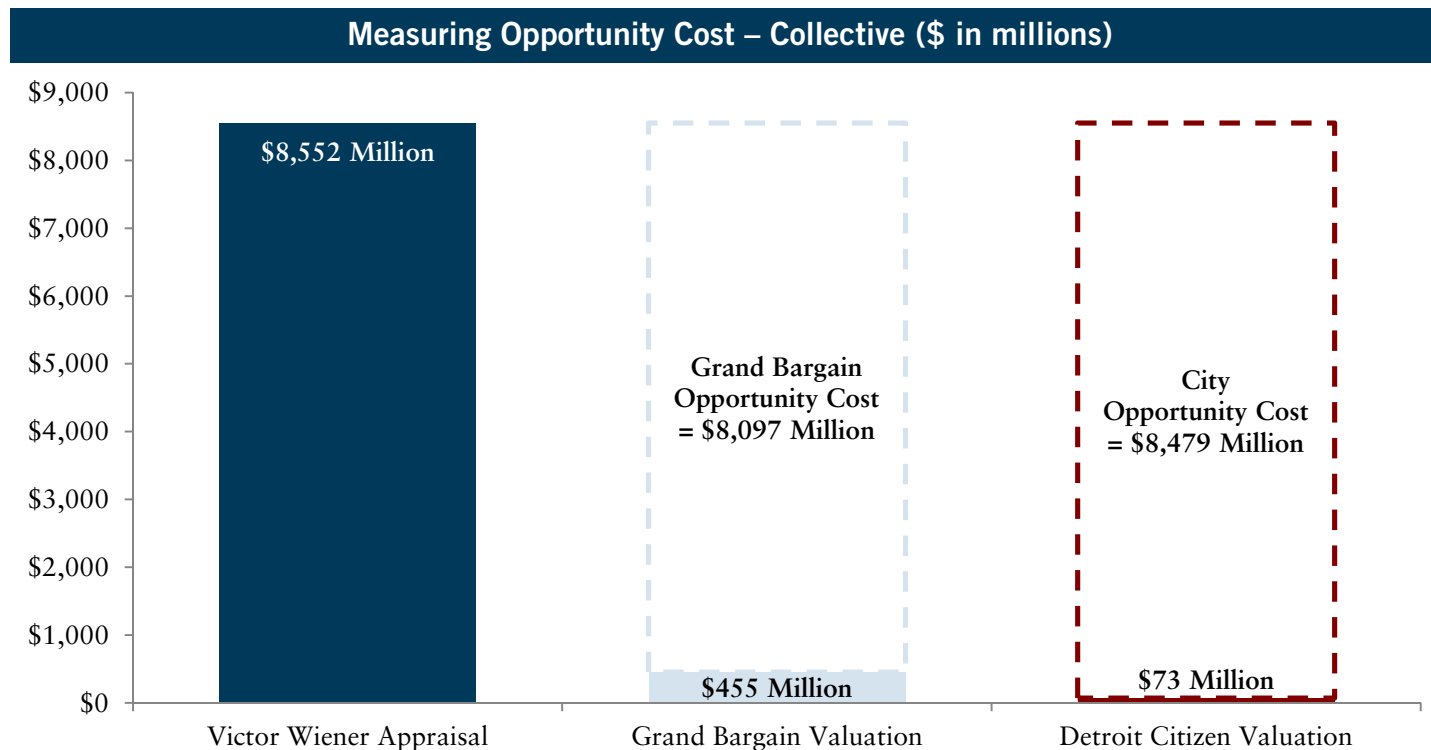 Measuring Opportunity Cost – Collective ($ in millions)
$9,000
$8,000
$7,000
$6,000
$5,000
$4,000
$3,000
$2,000
$1,000
$0
$8,552 Million
Grand Bargain
Opportunity Cost
= $8,097 Million
$455 Million
City
Opportunity Cost
= $8,479 Million
$73 Million
Victor Wiener Appraisal
Grand Bargain Valuation
Detroit Citizen Valuation